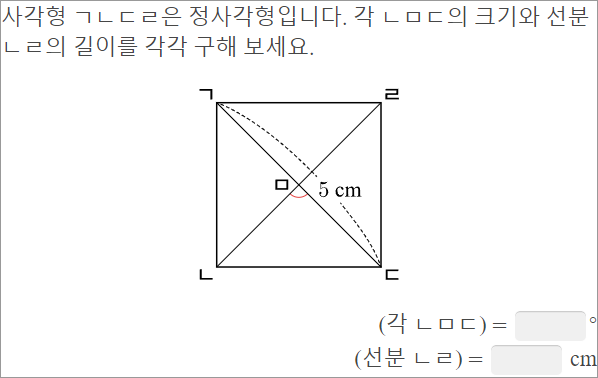 사각형 ㄱㄴㄷㄹ은 정사각형입니다. 각 ㄴㅁㄷ의 크기와 선분
ㄴㄹ의 길이를 각각 구해 보세요.
ㄱ ㄹ
ㅁ 5 cm
ㄴ ㄷ
(각 ㄴㅁㄷ) = °
(선분 ㄴㄹ) = cm